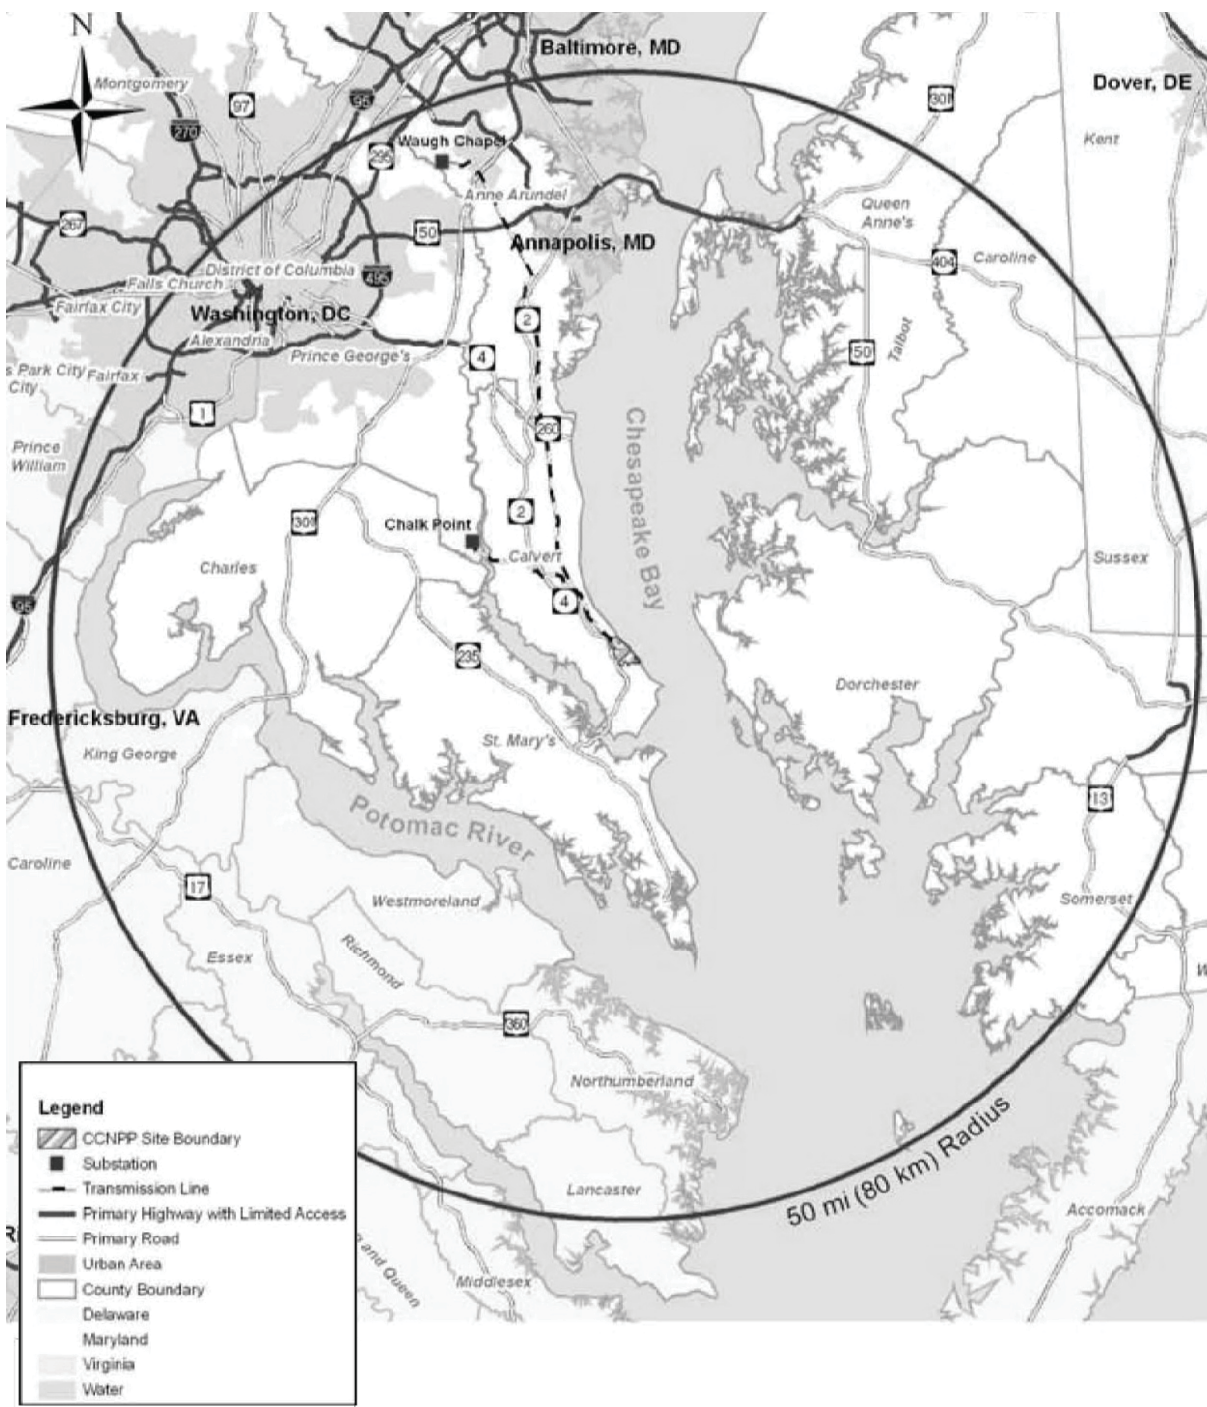 N
Baltimore, MD
Dover, DE
Montgomery
97
95
301
270
Kent
Waugh Chapel
295
Anne Arundel
Queen
Anne's
267
50
Annapolis, MD
404
Caroline
District of Columbia
495
Falls Church
Fairfax City
Washington, DC
2
Alexandria
Prince George's
4
50
Talbot
s Park City
City
Fairfax
1
260
Chesapeake Bay
Prince
William
301
2
Chalk Point
Calvert
Sussex
Charles
95
4
235
Dorchester
Fredericksburg, VA
St. Mary's
King George
13
Potomac River
Caroline
17
Westmoreland
Somerset
Richmond
Essex
W
360
Northumberland
50 mi (80 km) Radius
Lancaster
Accomack
and Queen
Middlesex
Legend
CCNPP Site Boundary
Substation
Transmission Line
Primary Highway with Limited Access
Primary Road
Urban Area
County Boundary
Delaware
Maryland
Virginia
Water